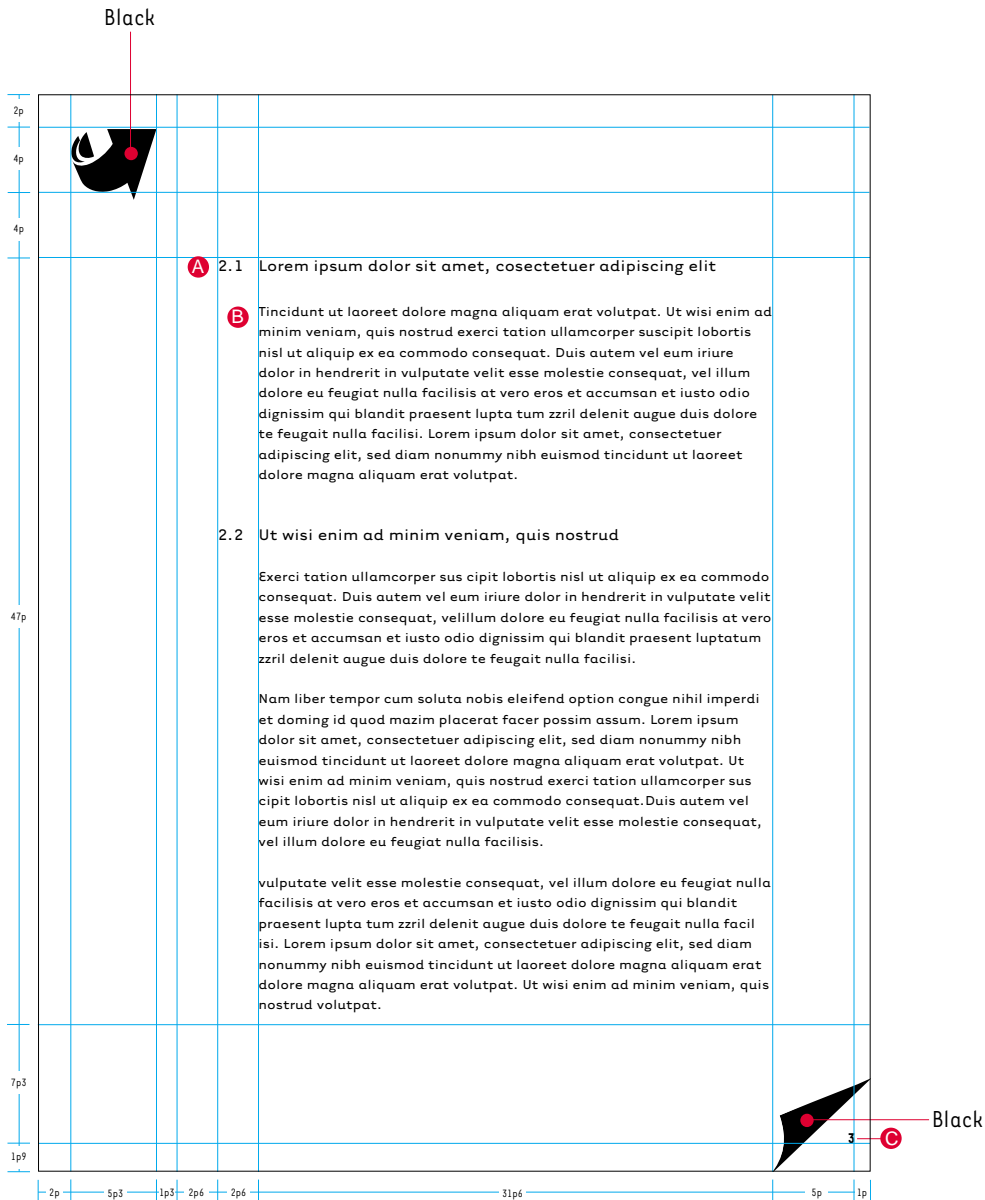 Black
2p
4p
4p
A 2.1 Lorem ipsum dolor sit amet, cosectetuer adipiscing elit
B Tincidunt ut laoreet dolore magna aliquam erat volutpat. Ut wisi enim ad
minim veniam, quis nostrud exerci tation ullamcorper suscipit lobortis
nisl ut aliquip ex ea commodo consequat. Duis autem vel eum iriure
dolor in hendrerit in vulputate velit esse molestie consequat, vel illum
dolore eu feugiat nulla facilisis at vero eros et accumsan et iusto odio
dignissim qui blandit praesent lupta tum zzril delenit augue duis dolore
te feugait nulla facilisi. Lorem ipsum dolor sit amet, consectetuer
adipiscing elit, sed diam nonummy nibh euismod tincidunt ut laoreet
dolore magna aliquam erat volutpat.
2.2 Ut wisi enim ad minim veniam, quis nostrud
Exerci tation ullamcorper sus cipit lobortis nisl ut aliquip ex ea commodo
consequat. Duis autem vel eum iriure dolor in hendrerit in vulputate velit
47p
esse molestie consequat, velillum dolore eu feugiat nulla facilisis at vero
eros et accumsan et iusto odio dignissim qui blandit praesent luptatum
zzril delenit augue duis dolore te feugait nulla facilisi.
Nam liber tempor cum soluta nobis eleifend option congue nihil imperdi
et doming id quod mazim placerat facer possim assum. Lorem ipsum
dolor sit amet, consectetuer adipiscing elit, sed diam nonummy nibh
euismod tincidunt ut laoreet dolore magna aliquam erat volutpat. Ut
wisi enim ad minim veniam, quis nostrud exerci tation ullamcorper sus
cipit lobortis nisl ut aliquip ex ea commodo consequat.Duis autem vel
eum iriure dolor in hendrerit in vulputate velit esse molestie consequat,
vel illum dolore eu feugiat nulla facilisis.
vulputate velit esse molestie consequat, vel illum dolore eu feugiat nulla
facilisis at vero eros et accumsan et iusto odio dignissim qui blandit
praesent lupta tum zzril delenit augue duis dolore te feugait nulla facil
isi. Lorem ipsum dolor sit amet, consectetuer adipiscing elit, sed diam
nonummy nibh euismod tincidunt ut laoreet dolore magna aliquam erat
dolore magna aliquam erat volutpat. Ut wisi enim ad minim veniam, quis
nostrud volutpat.
7p3
Black
3 C
1p9
2p 5p3 1p3 2p6 2p6 31p6 5p 1p